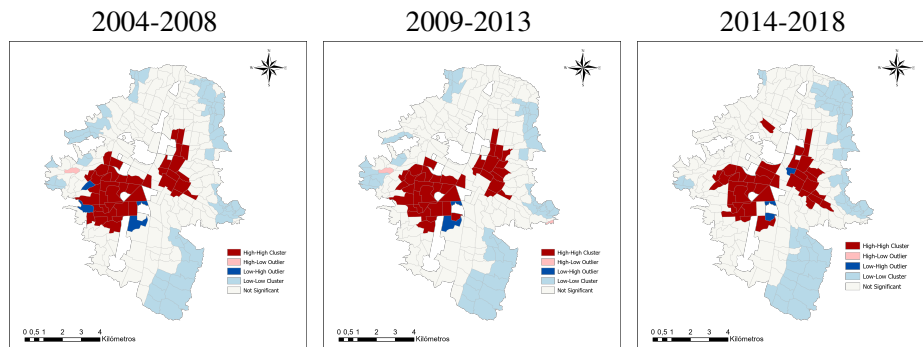 2004-2008 2009-2013 2014-2018
N
W E
S
High-High Cluster
High-Low Outlier
Low-High Outlier
Low-Low Cluster
Not Significant
0 0,5 1 2 3 4
Kilómetros
N
W E
S
High-High Cluster
High-Low Outlier
Low-High Outlier
Low-Low Cluster
Not Significant
0 0,5 1 2 3 4
Kilómetros
N
W E
S
High-High Cluster
High-Low Outlier
Low-High Outlier
Low-Low Cluster
Not Significant
0 0,5 1 2 3 4
Kilómetros